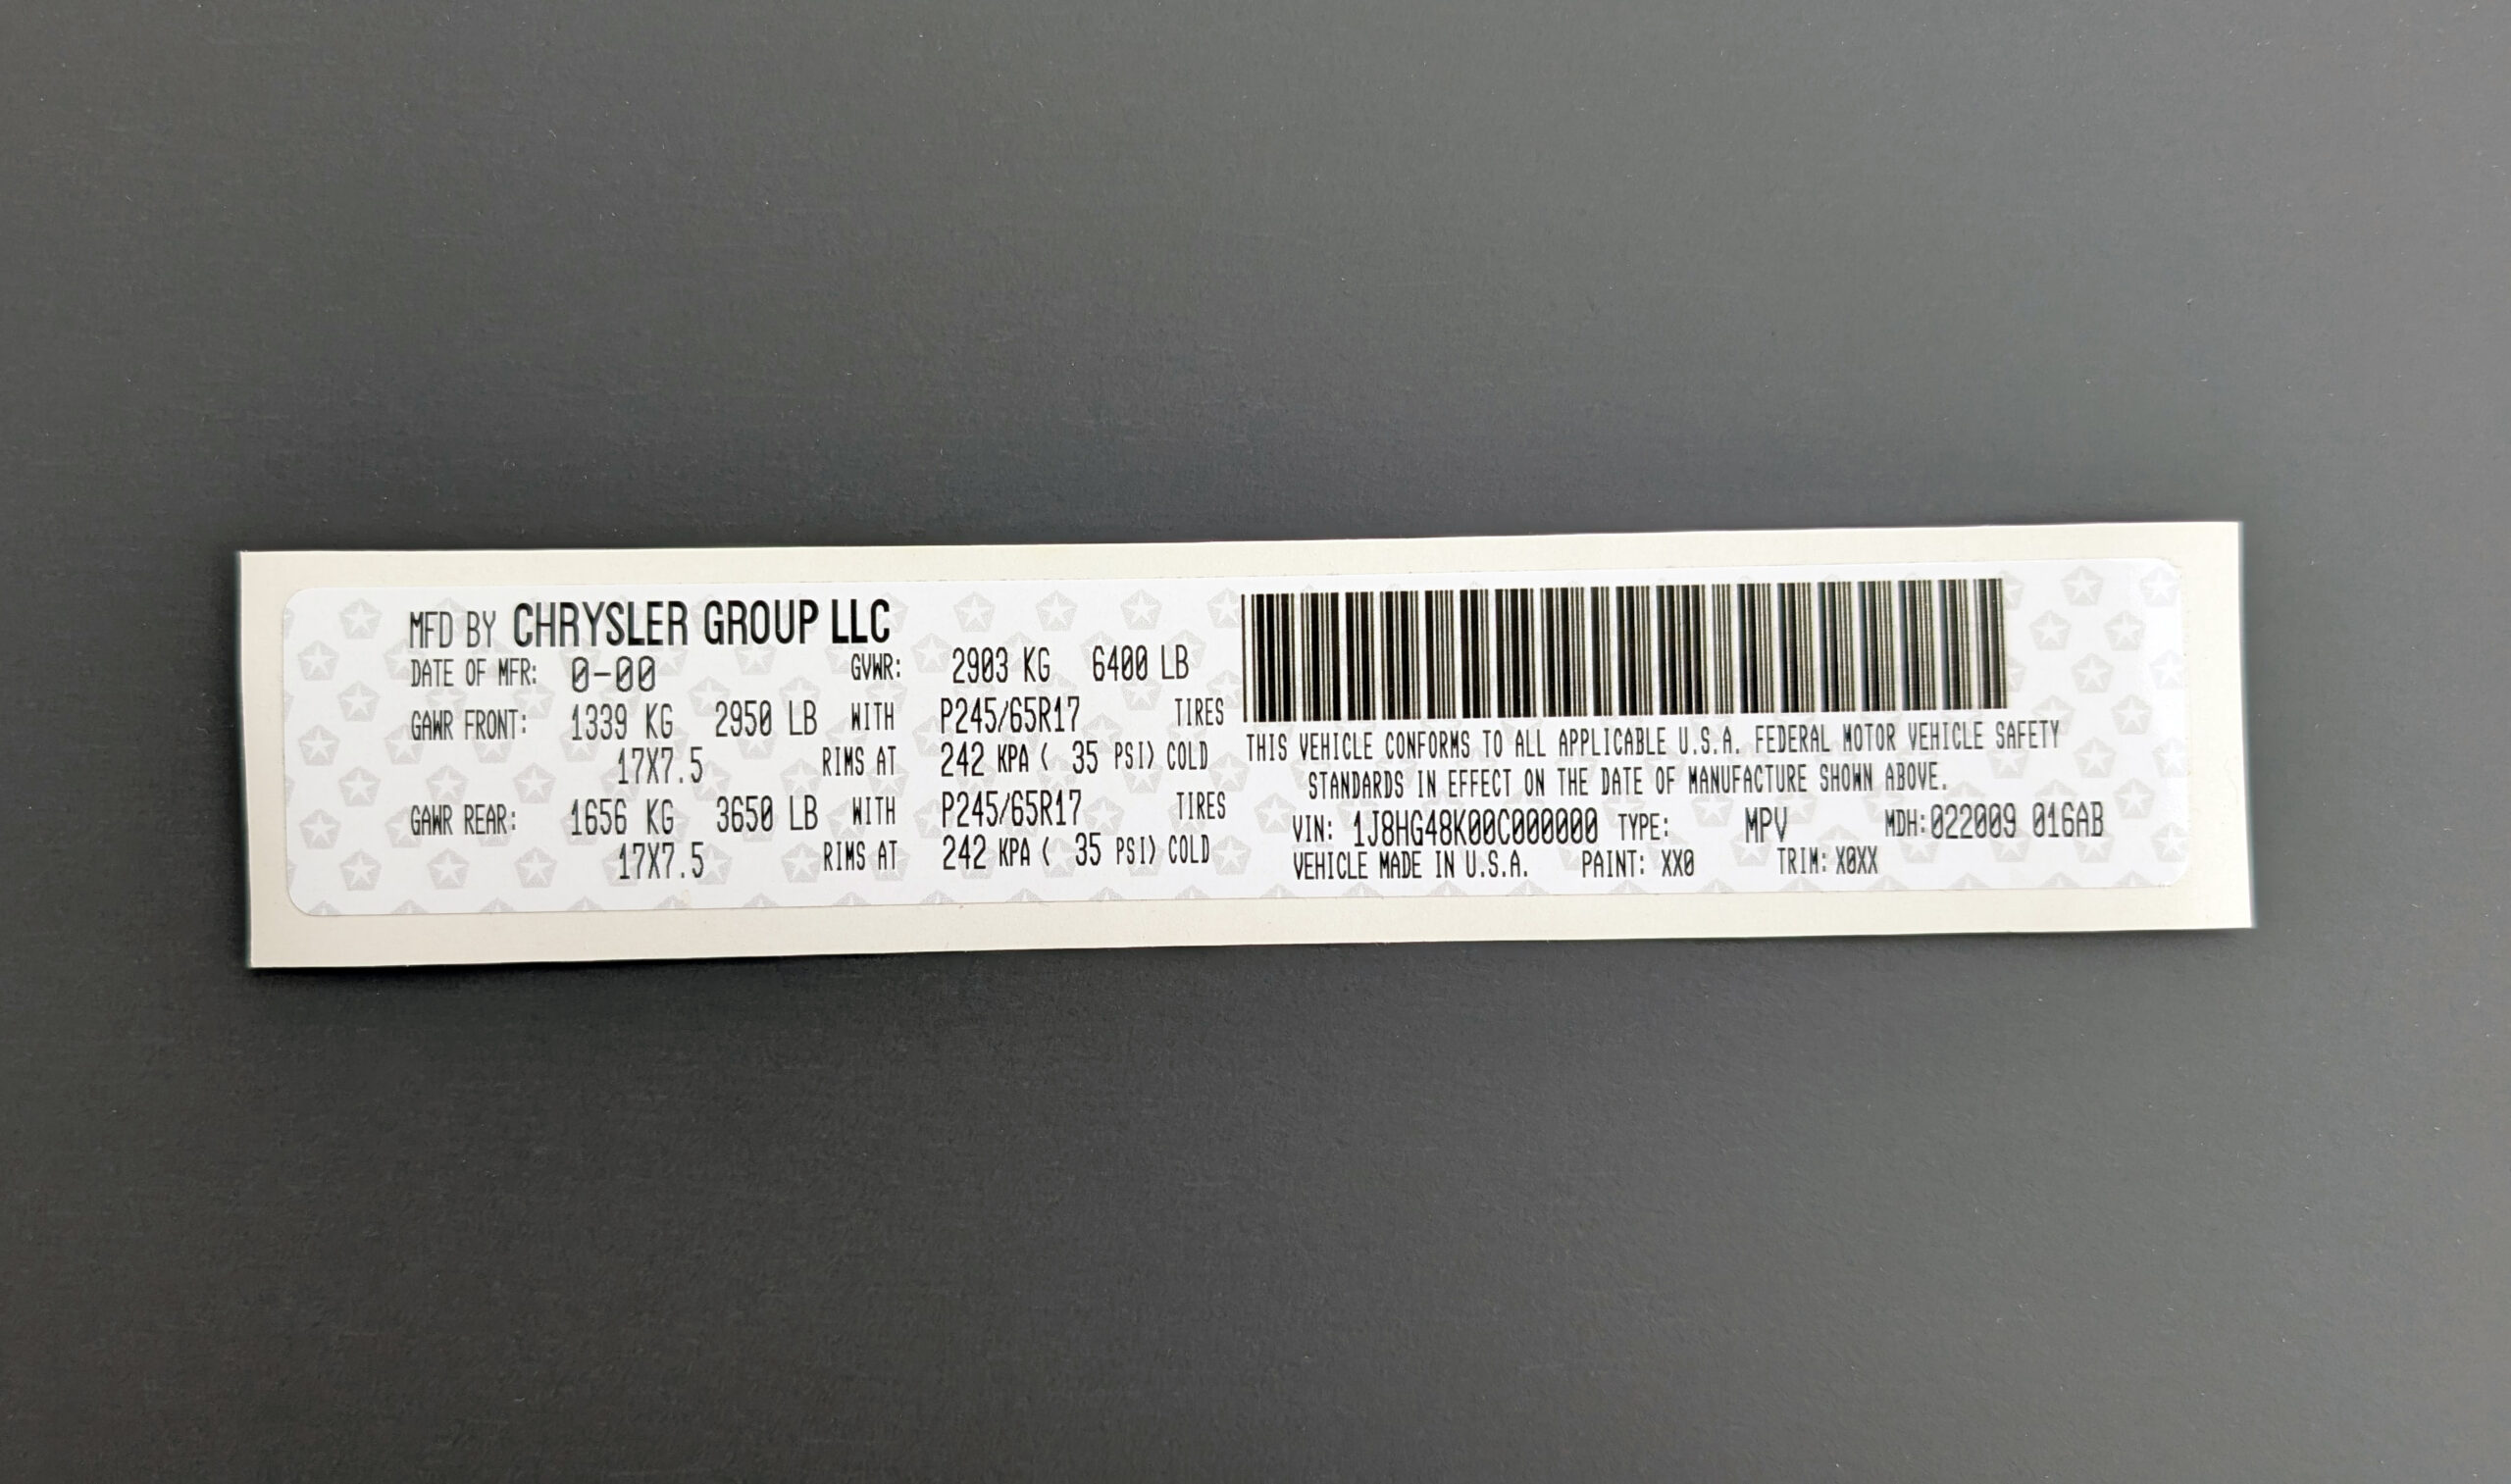 MFD BY CHRYSLER GROUP LLC
DATE OF MFR: 0-00 GVWR: 2903 KG 6400 LB
GAWR FRONT: 1339 KG 2950 LB WITH P245/65R17 TIRES
17X7.5 RIMS AT 242 KPA ( 35 PSI) COLD
GAWR REAR: 1656 KG 3650 LB WITH P245/65R17 TIRES
17X7.5 RIMS AT 242 KPA ( 35 PSI) COLD
THIS VEHICLE CONFORMS TO ALL APPLICABLE U.S.A. FEDERAL MOTOR VEHICLE SAFETY
STANDARDS IN EFFECT ON THE DATE OF MANUFACTURE SHOWN ABOVE.
VIN: 1J8HG48K00C000000 TYPE: MPV MDH:022009 016AB
VEHICLE MADE IN U.S.A. PAINT: XX0 TRIM: X0XX